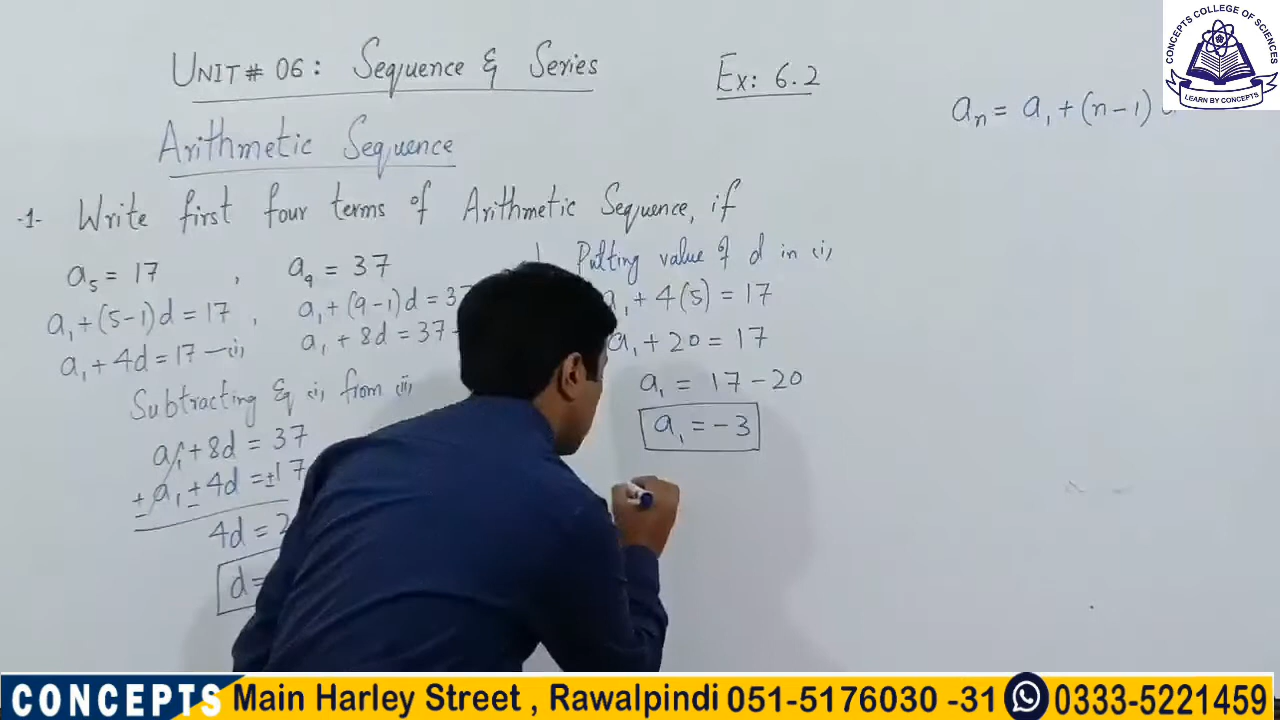 UNIT # 06: Sequence & Series
Ex: 6.2
Arithmetic Sequence
aₙ = a₁ + (n-1)
-1- Write first four terms of Arithmetic Sequence, if
a₅ = 17 , a₉ = 37
a₁ + (5-1)d = 17 , a₁ + (9-1)d = 37
a₁ + 4d = 17 —(i) a₁ + 8d = 37
Subtracting Eq (i) from (ii)
a₁ + 8d = 37
± a₁ ± 4d = ±17
4d = 2
d =
Putting value of d in (i)
a₁ + 4(5) = 17
a₁ + 20 = 17
a₁ = 17 - 20
a₁ = -3
CONCEPTS COLLEGE OF SCIENCES
LEARN BY CONCEPTS
CONCEPTS Main Harley Street , Rawalpindi 051-5176030 -31 0333-5221459